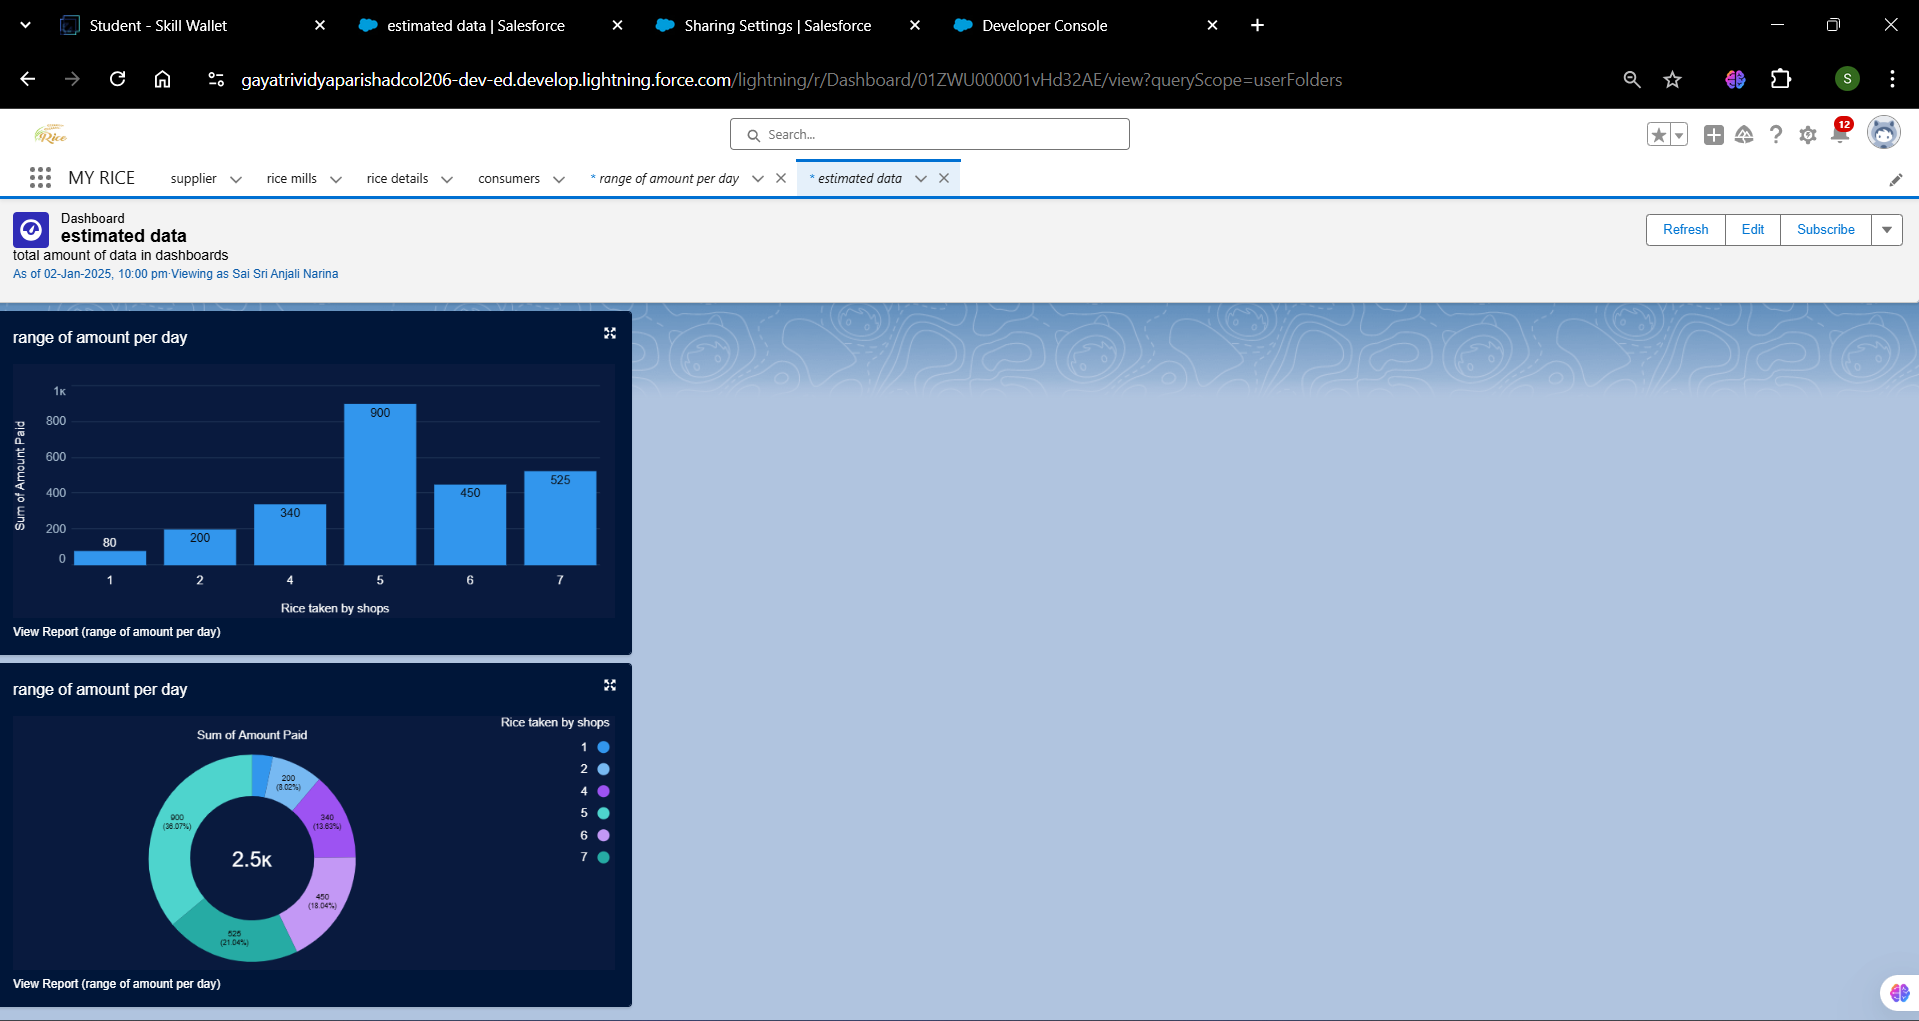 Student - Skill Wallet
estimated data | Salesforce
Sharing Settings | Salesforce
Developer Console
gayatrividyaparishadcol206-dev-ed.develop.lightning.force.com/lightning/r/Dashboard/01ZWU000001vHd32AE/view?queryScope=userFolders
S
Rice
Search...
12
MY RICE
supplier
rice mills
rice details
consumers
* range of amount per day
* estimated data
Dashboard
estimated data
total amount of data in dashboards
As of 02-Jan-2025, 10:00 pm·Viewing as Sai Sri Anjali Narina
Refresh
Edit
Subscribe
range of amount per day
Sum of Amount Paid
1K
800
600
400
200
0
80
200
340
900
450
525
1
2
4
5
6
7
Rice taken by shops
View Report (range of amount per day)
range of amount per day
Rice taken by shops
Sum of Amount Paid
1
2
4
5
6
7
200
(8.02%)
340
(13.63%)
900
(36.07%)
2.5K
450
(18.04%)
525
(21.04%)
View Report (range of amount per day)